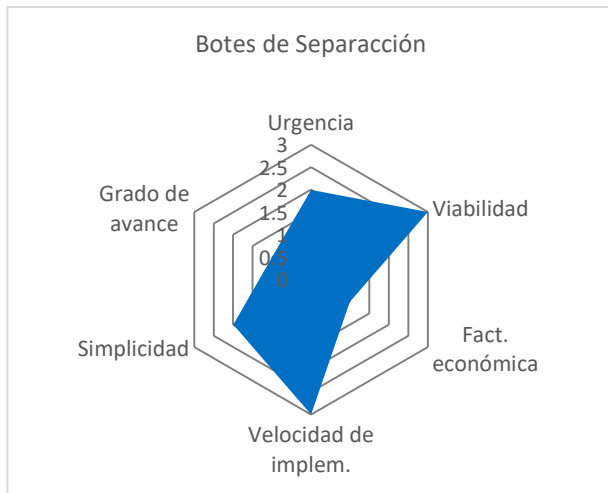 Botes de Separacción
Urgencia
3
2.5
2
1.5
1
0.5
0
Grado de
avance
Viabilidad
Simplicidad
Fact.
económica
Velocidad de
implem.